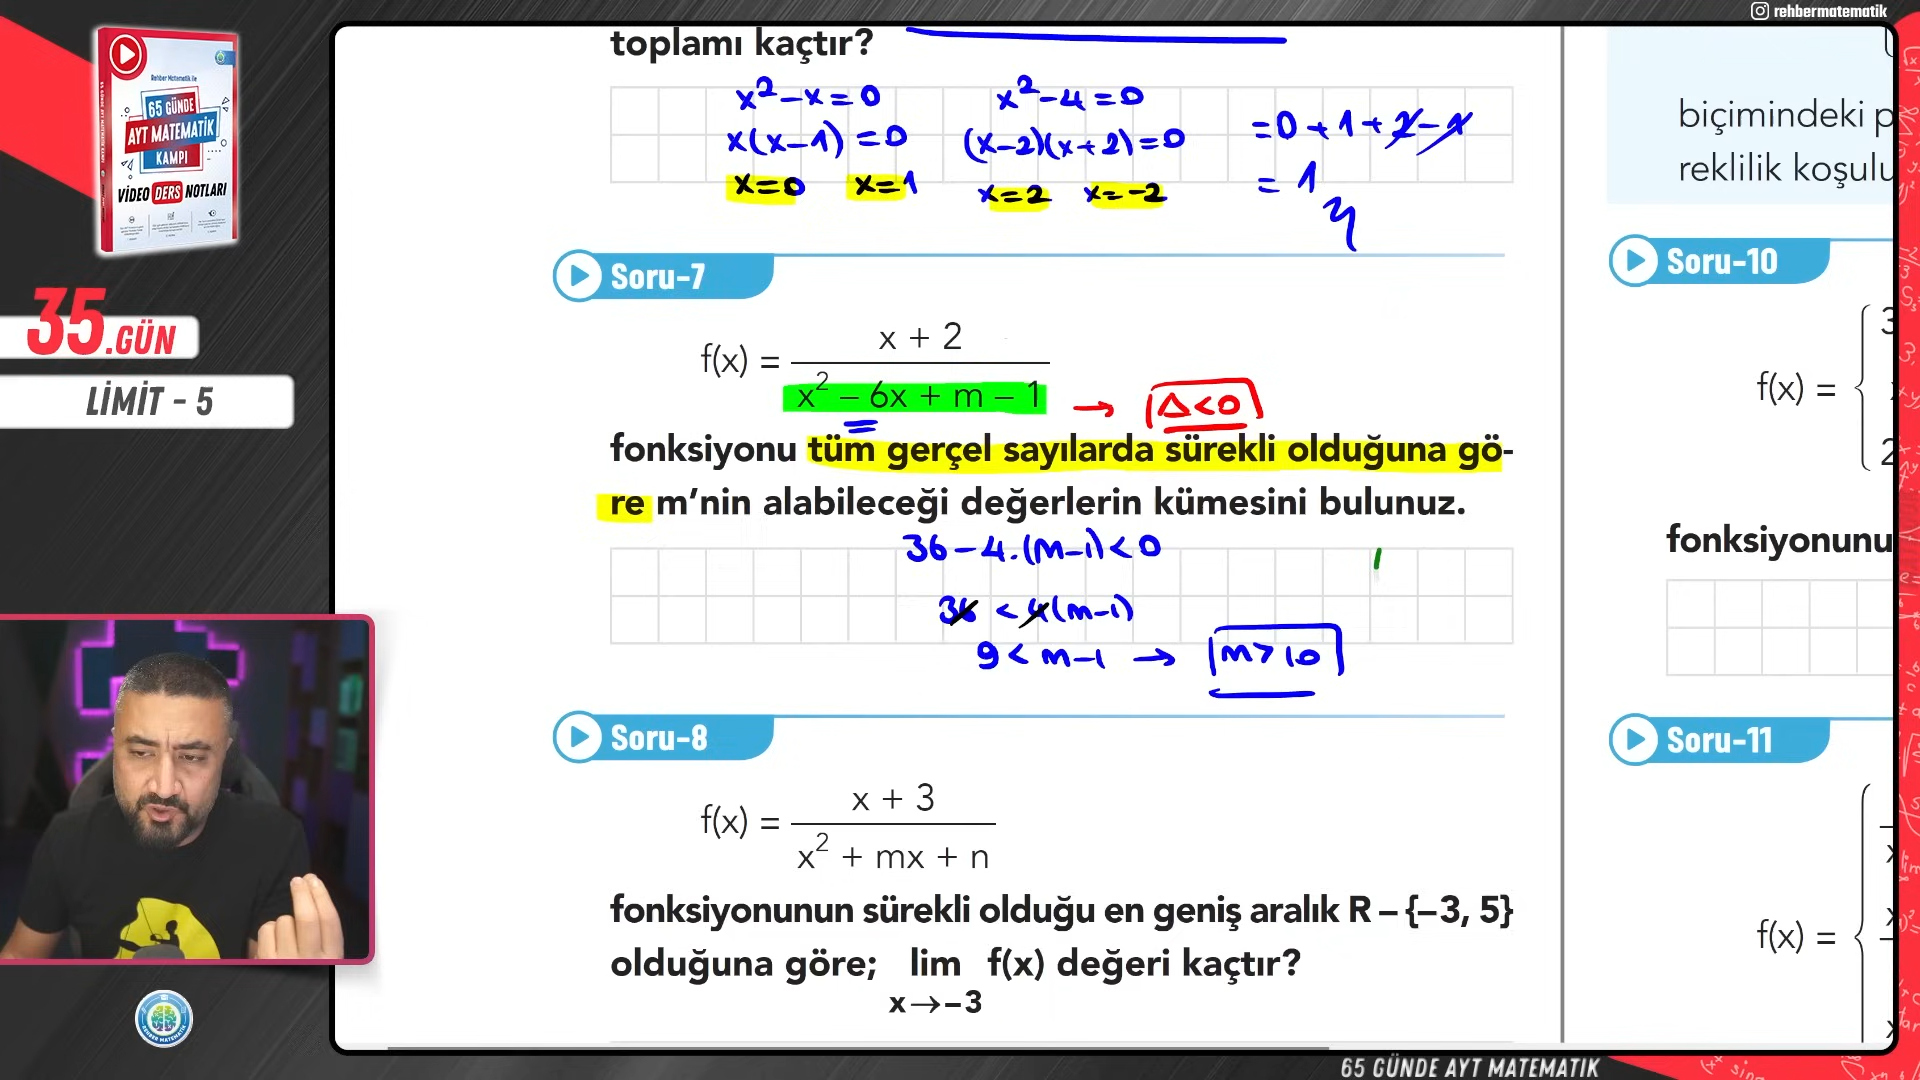 rehbermatematik
Rehber Matematik ile
65 GÜNDE
AYT MATEMATİK
KAMPI
VİDEO DERS NOTLARI
35.GÜN
LİMİT - 5
toplamı kaçtır?
x² - x = 0
x² - 4 = 0
x(x-1) = 0
(x-2)(x+2) = 0
= 0 + 1 + 2 - 2
x=0
x=1
x=2
x=-2
= 1
Soru-7
f(x) = (x + 2) / (x² - 6x + m - 1)
→ Δ<0
fonksiyonu tüm gerçel sayılarda sürekli olduğuna gö-
re m'nin alabileceği değerlerin kümesini bulunuz.
36 - 4.(m-1) < 0
36 < 4(m-1)
9 < m-1 → m > 10
Soru-8
f(x) = (x + 3) / (x² + mx + n)
fonksiyonunun sürekli olduğu en geniş aralık R – {–3, 5}
olduğuna göre; lim f(x) değeri kaçtır?
x→–3
biçimindeki p
reklilik koşulu
Soru-10
f(x) =
3
2
fonksiyonunu
Soru-11
f(x) =
65 GÜNDE AYT MATEMATİK